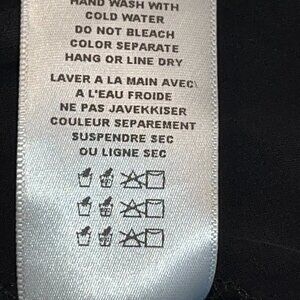 HAND WASH WITH
COLD WATER
DO NOT BLEACH
COLOR SEPARATE
HANG OR LINE DRY
LAVER A LA MAIN AVEC
A L'EAU FROIDE
NE PAS JAVEKKISER
COULEUR SEPAREMENT
SUSPENDRE SEC
OU LIGNE SEC